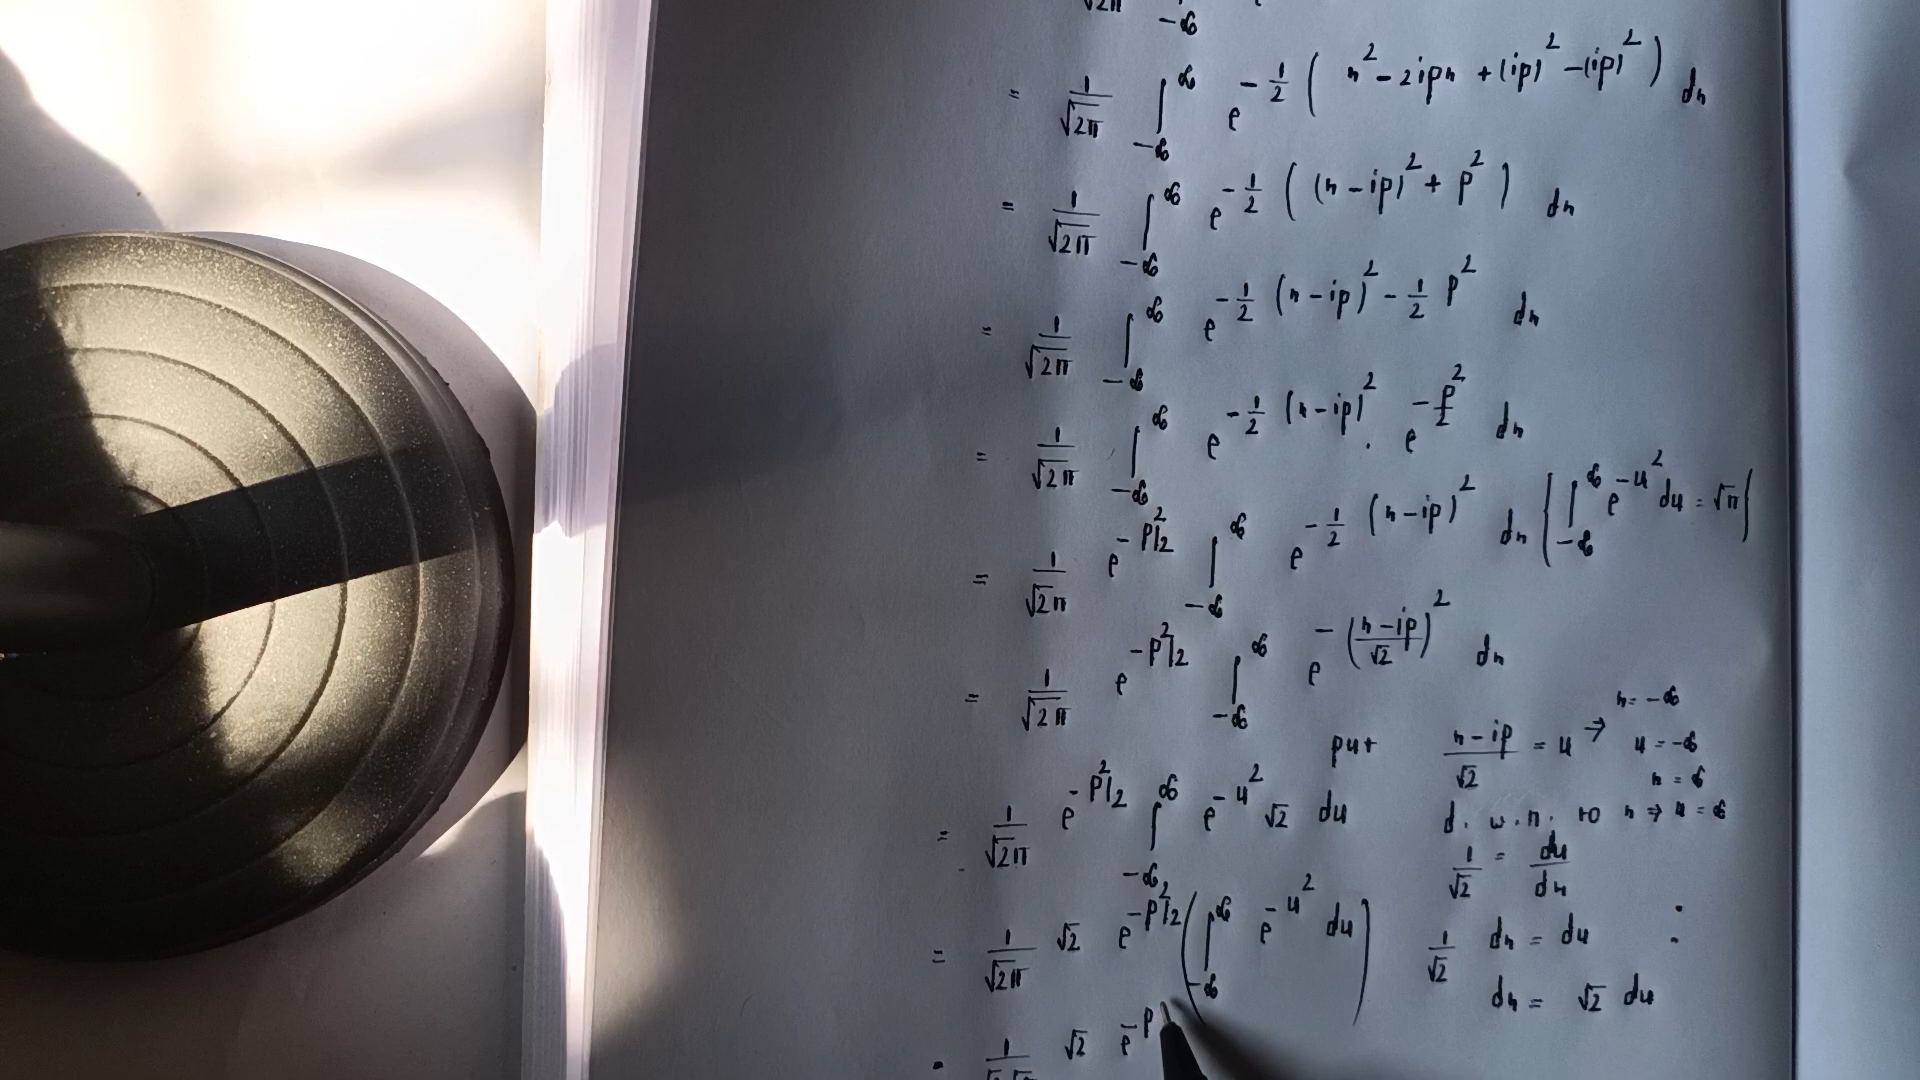 √2π -∞
= 1/√2π ∫_{-∞}^{∞} e^{-1/2 (x² - 2ipx + (ip)² - (ip)²)} dx
= 1/√2π ∫_{-∞}^{∞} e^{-1/2 ((x - ip)² + p²)} dx
= 1/√2π ∫_{-∞}^{∞} e^{-1/2 (x - ip)² - 1/2 p²} dx
= 1/√2π ∫_{-∞}^{∞} e^{-1/2 (x - ip)²} . e^{-p²/2} dx
= 1/√2π e^{-p²/2} ∫_{-∞}^{∞} e^{-1/2 (x - ip)²} dx { ∫_{-∞}^{∞} e^{-u²} du = √π }
= 1/√2π e^{-p²/2} ∫_{-∞}^{∞} e^{-((x - ip)/√2)²} dx
put (x - ip)/√2 = u → x = -∞ u = -∞
x = ∞
= 1/√2π e^{-p²/2} ∫_{-∞}^{∞} e^{-u²} √2 du
d. w. r. to x ⇒ u = ∞
1/√2 = du/dx
= 1/√2π √2 e^{-p²/2} ( ∫_{-∞}^{∞} e^{-u²} du )
1/√2 dx = du
dx = √2 du
= 1 √2 e^{-p